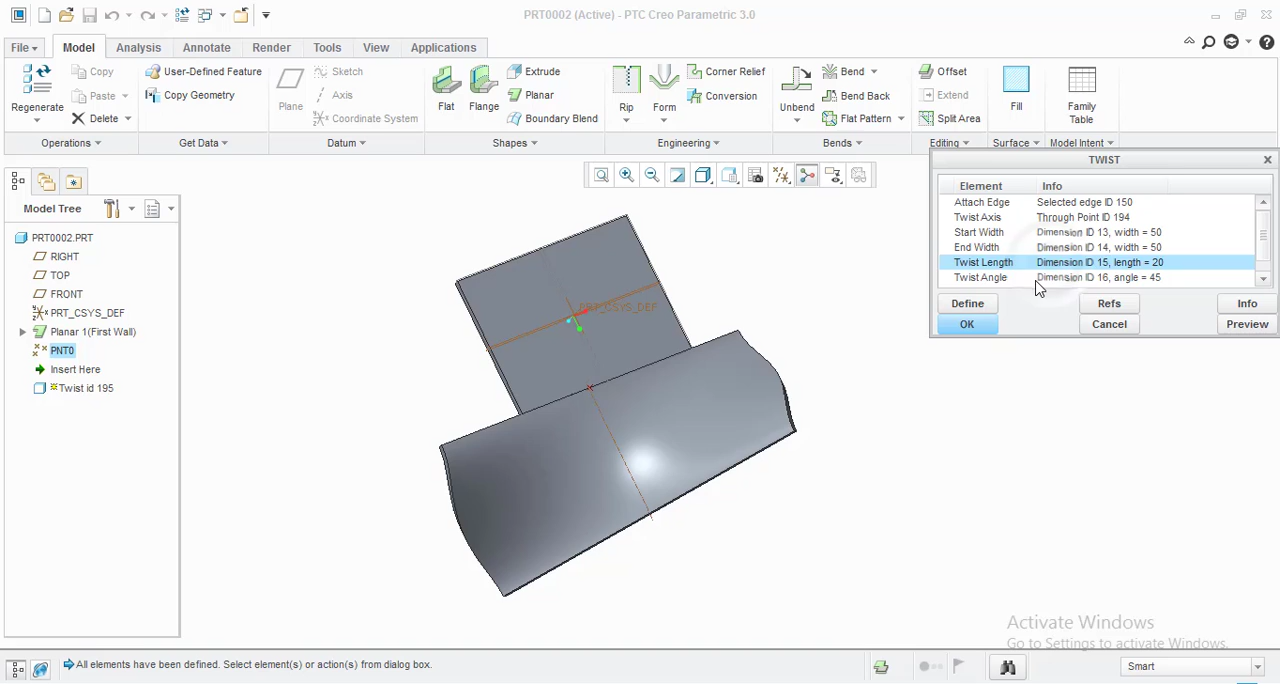 PRT0002 (Active) - PTC Creo Parametric 3.0
File Model Analysis Annotate Render Tools View Applications
Regenerate
Copy
Paste
Delete
Operations
User-Defined Feature
Copy Geometry
Get Data
Plane
Sketch
Axis
Coordinate System
Datum
Flat
Flange
Extrude
Planar
Boundary Blend
Shapes
Rip
Form
Corner Relief
Conversion
Engineering
Unbend
Bend
Bend Back
Flat Pattern
Bends
Offset
Extend
Split Area
Editing
Fill
Surface
Family
Table
Model Intent
Model Tree
PRT0002.PRT
RIGHT
TOP
FRONT
PRT_CSYS_DEF
Planar 1(First Wall)
PNT0
Insert Here
Twist id 195
PRT_CSYS_DEF
TWIST
Element Info
Attach Edge Selected edge ID 150
Twist Axis Through Point ID 194
Start Width Dimension ID 13, width = 50
End Width Dimension ID 14, width = 50
Twist Length Dimension ID 15, length = 20
Twist Angle Dimension ID 16, angle = 45
Define Refs Info
OK Cancel Preview
Activate Windows
Go to Settings to activate Windows.
All elements have been defined. Select element(s) or action(s) from dialog box.
Smart